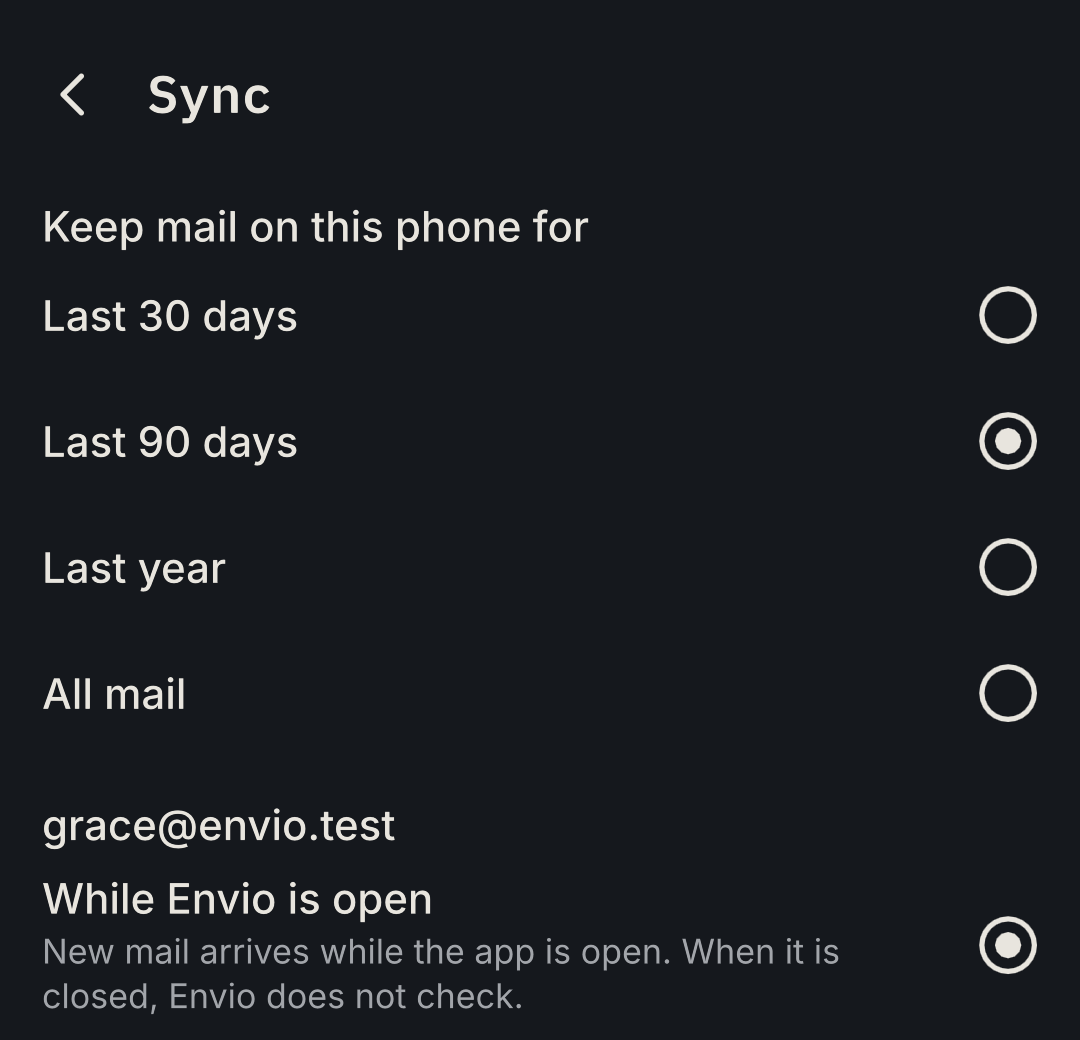 Sync
Keep mail on this phone for
Last 30 days
Last 90 days
Last year
All mail
grace@envio.test
While Envio is open
New mail arrives while the app is open. When it is
closed, Envio does not check.